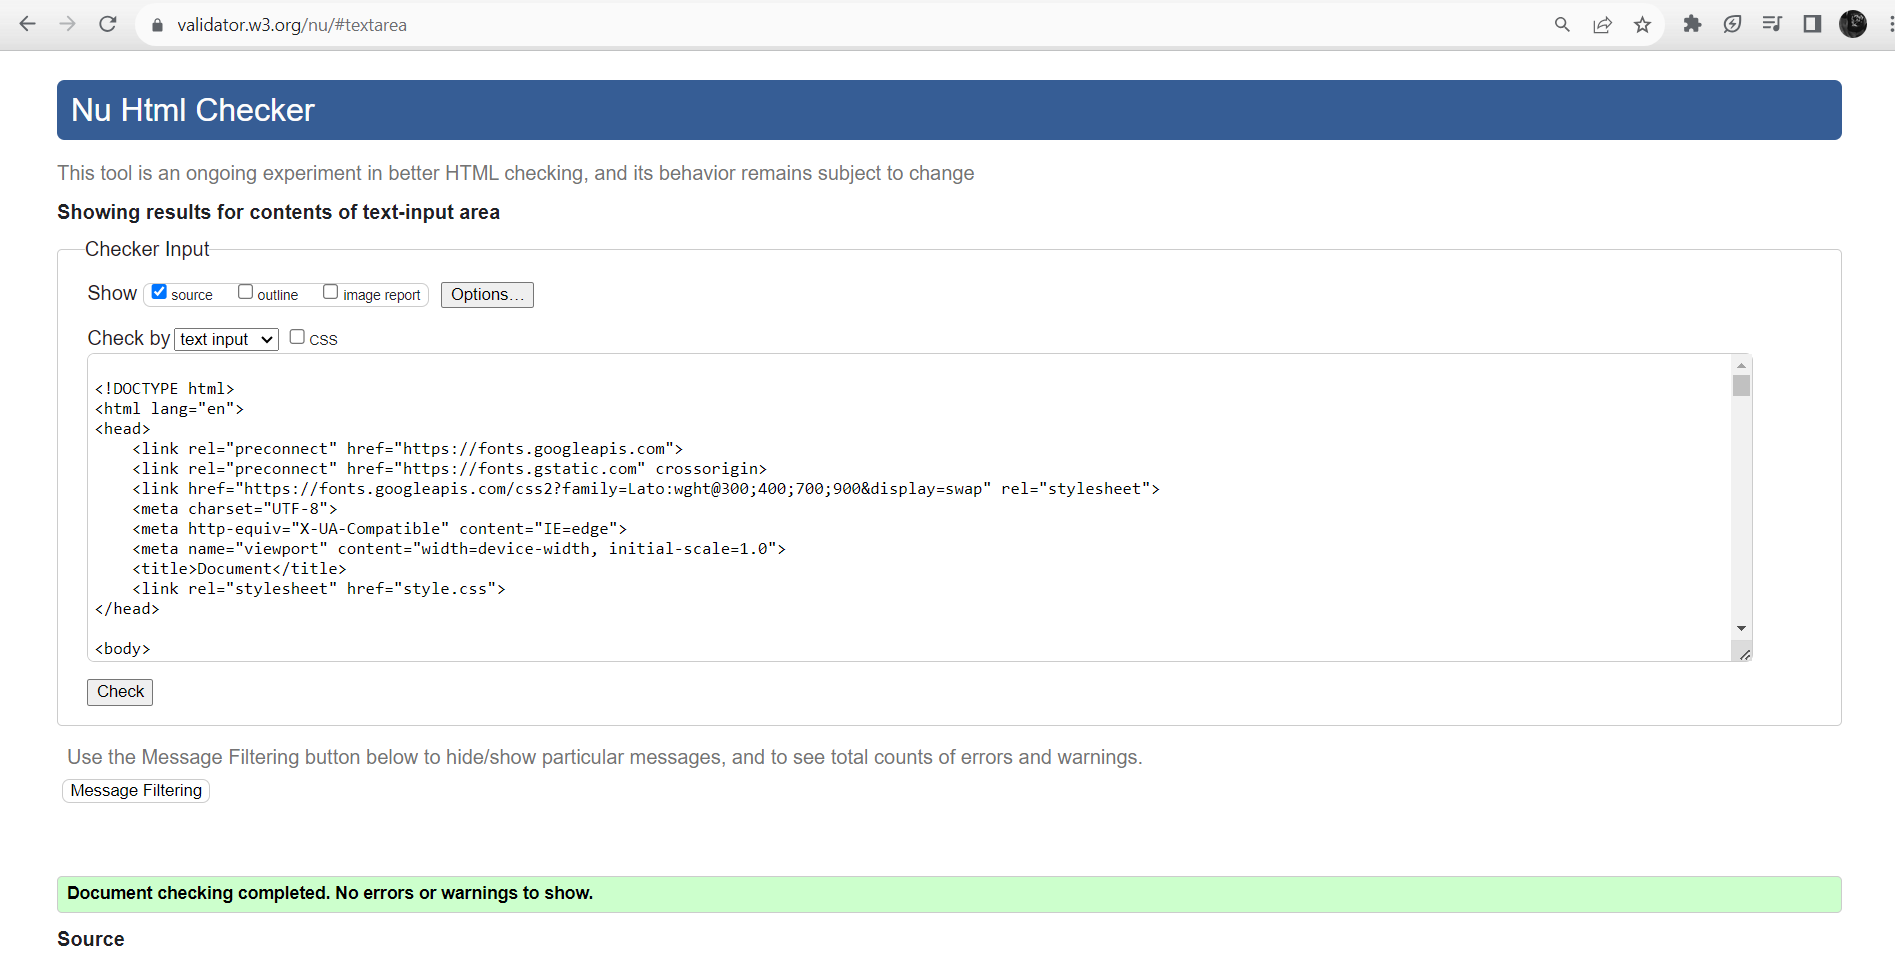 validator.w3.org/nu/#textarea
Nu Html Checker
This tool is an ongoing experiment in better HTML checking, and its behavior remains subject to change
Showing results for contents of text-input area
Checker Input
Show source outline image report Options...
Check by text input CSS
<!DOCTYPE html>
<html lang="en">
<head>
    <link rel="preconnect" href="https://fonts.googleapis.com">
    <link rel="preconnect" href="https://fonts.gstatic.com" crossorigin>
    <link href="https://fonts.googleapis.com/css2?family=Lato:wght@300;400;700;900&display=swap" rel="stylesheet">
    <meta charset="UTF-8">
    <meta http-equiv="X-UA-Compatible" content="IE=edge">
    <meta name="viewport" content="width=device-width, initial-scale=1.0">
    <title>Document</title>
    <link rel="stylesheet" href="style.css">
</head>
<body>
Check
Use the Message Filtering button below to hide/show particular messages, and to see total counts of errors and warnings.
Message Filtering
Document checking completed. No errors or warnings to show.
Source